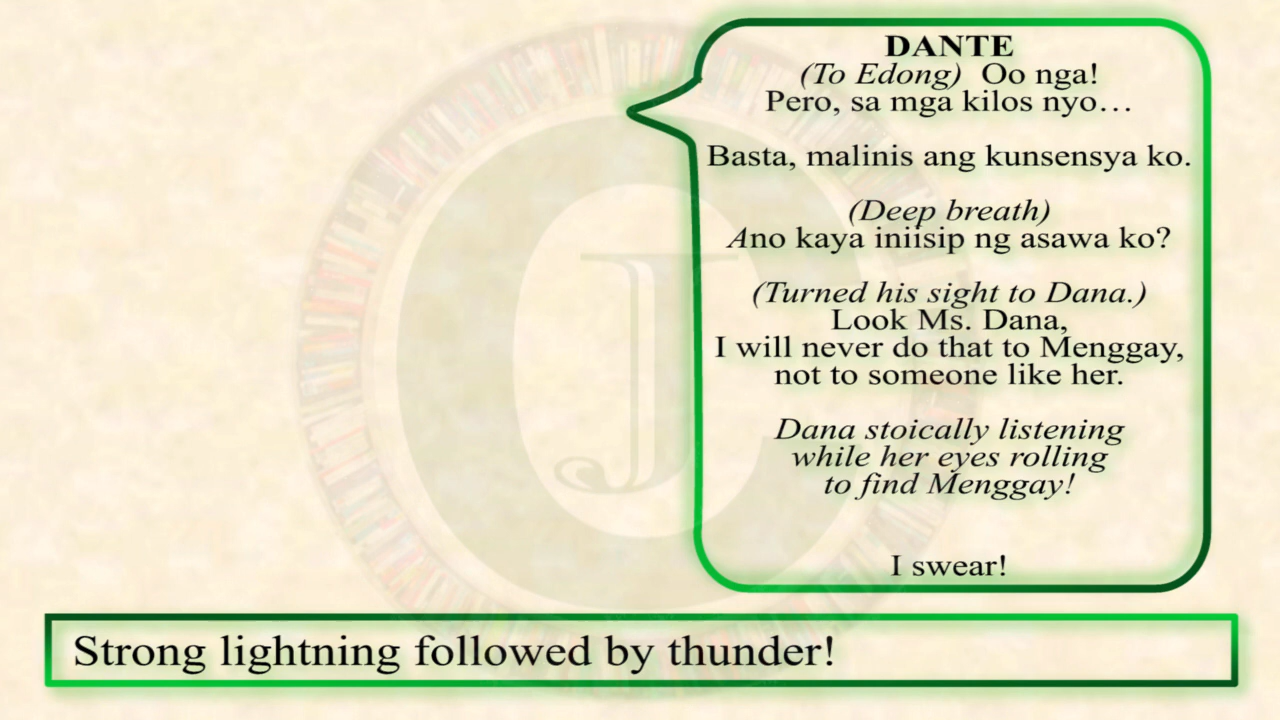 DANTE
(To Edong) Oo nga!
Pero, sa mga kilos nyo…
Basta, malinis ang kunsensya ko.
(Deep breath)
Ano kaya iniisip ng asawa ko?
(Turned his sight to Dana.)
Look Ms. Dana,
I will never do that to Menggay,
not to someone like her.
Dana stoically listening
while her eyes rolling
to find Menggay!
I swear!
Strong lightning followed by thunder!
CJ